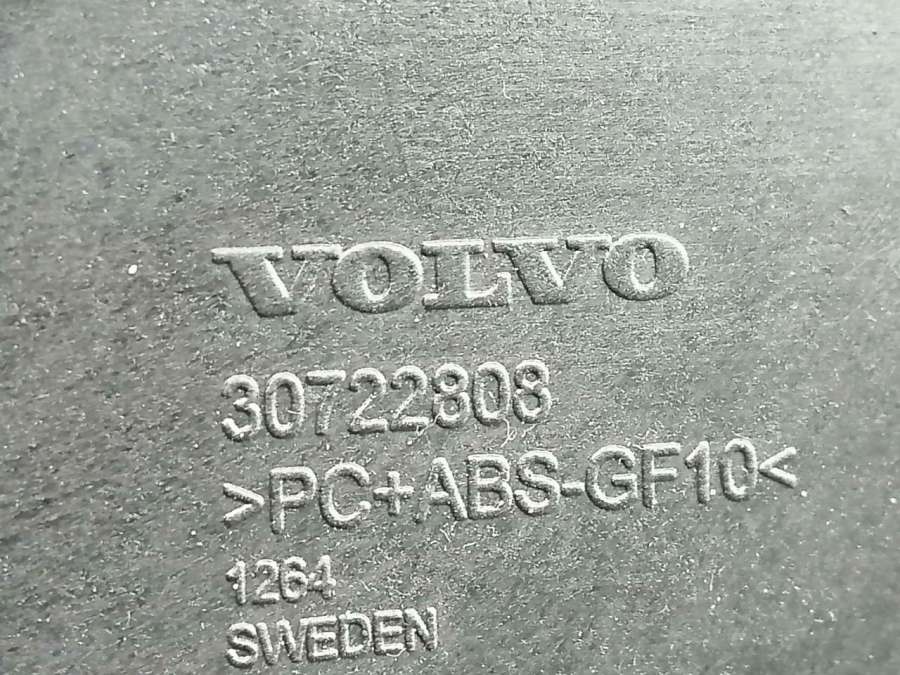 VOLVO
30722808
>PC+ABS-GF10<
1264
SWEDEN